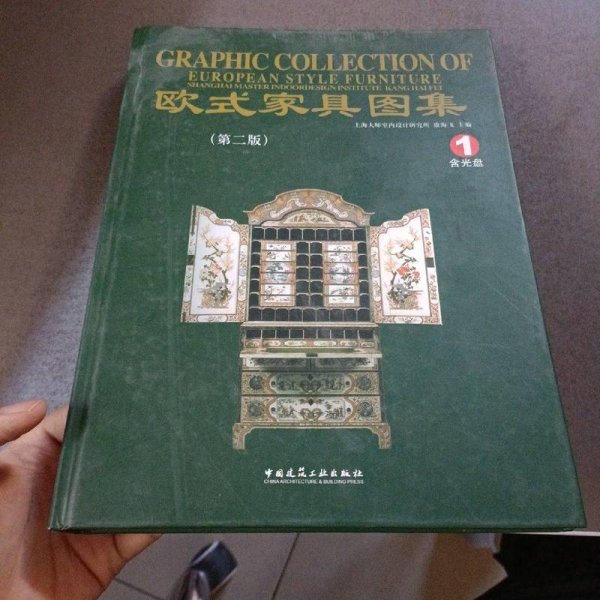 GRAPHIC COLLECTION OF
EUROPEAN STYLE FURNITURE
SHANGHAI MASTER INDOORDESIGN INSTITUTE KANG HAI FEI
欧式家具图集
上海大师室内设计研究所 康海飞 主编
(第二版)
1
含光盘
中国建筑工业出版社
CHINA ARCHITECTURE & BUILDING PRESS